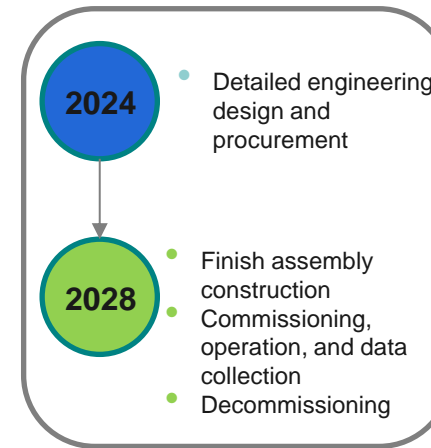 2024
Detailed engineering
design and
procurement
2028
Finish assembly
construction
Commissioning,
operation, and data
collection
Decommissioning